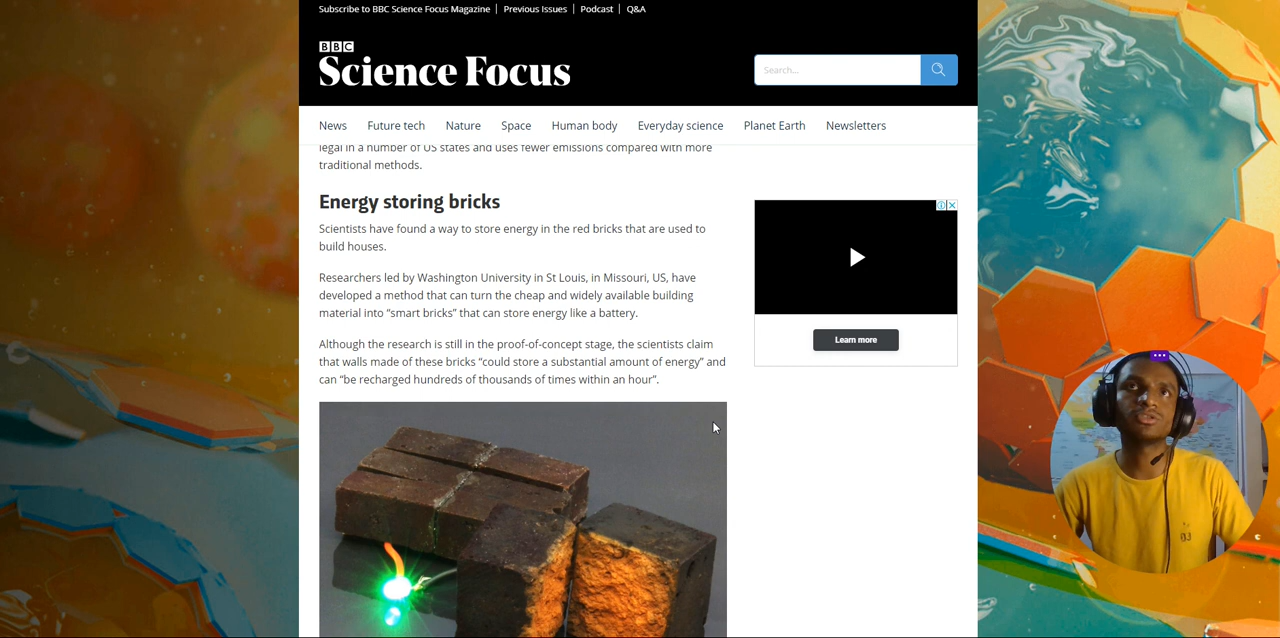 Subscribe to BBC Science Focus Magazine | Previous Issues | Podcast | Q&A
BBC
Science Focus
Search...
News Future tech Nature Space Human body Everyday science Planet Earth Newsletters
legal in a number of US states and uses fewer emissions compared with more
traditional methods.
Energy storing bricks
Scientists have found a way to store energy in the red bricks that are used to
build houses.
Researchers led by Washington University in St Louis, in Missouri, US, have
developed a method that can turn the cheap and widely available building
material into “smart bricks” that can store energy like a battery.
Although the research is still in the proof-of-concept stage, the scientists claim
that walls made of these bricks “could store a substantial amount of energy” and
can “be recharged hundreds of thousands of times within an hour”.
Learn more